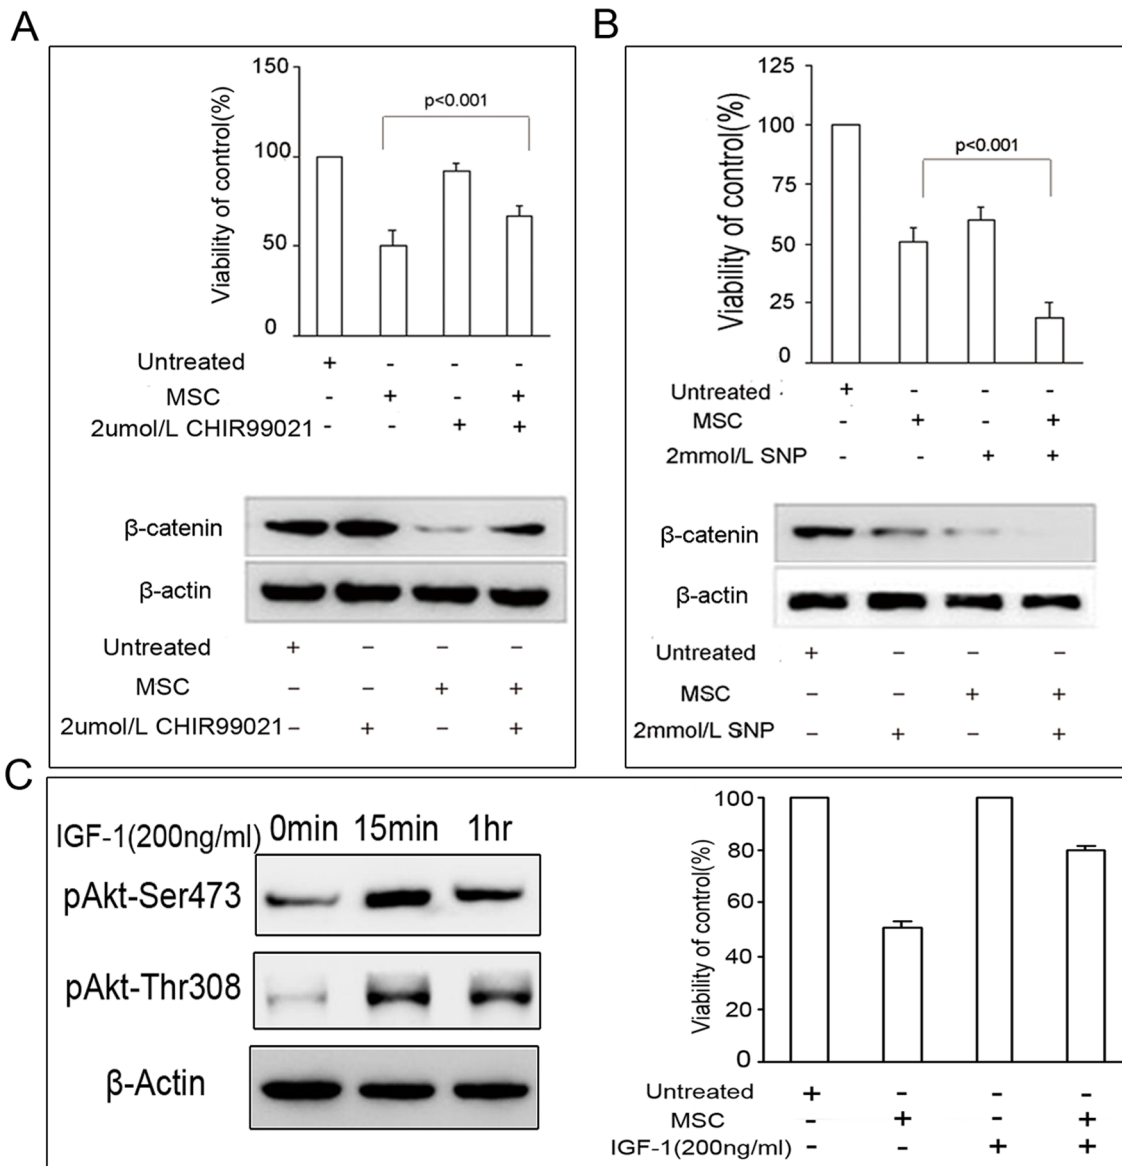 A
150
100
50
0
Viability of control(%)
p<0.001
Untreated + - - -
MSC - + - +
2umol/L CHIR99021 - - + +
β-catenin
β-actin
Untreated + − − −
MSC − − + +
2umol/L CHIR99021 − + − +
B
125
100
75
50
25
0
Viability of control(%)
p<0.001
Untreated + - - -
MSC - + - +
2mmol/L SNP - - + +
β-catenin
β-actin
Untreated + − − −
MSC − − + +
2mmol/L SNP − + − +
C
IGF-1(200ng/ml) 0min 15min 1hr
pAkt-Ser473
pAkt-Thr308
β-Actin
100
80
60
40
20
0
Viability of control(%)
Untreated + - - -
MSC - + - +
IGF-1(200ng/ml) - - + +